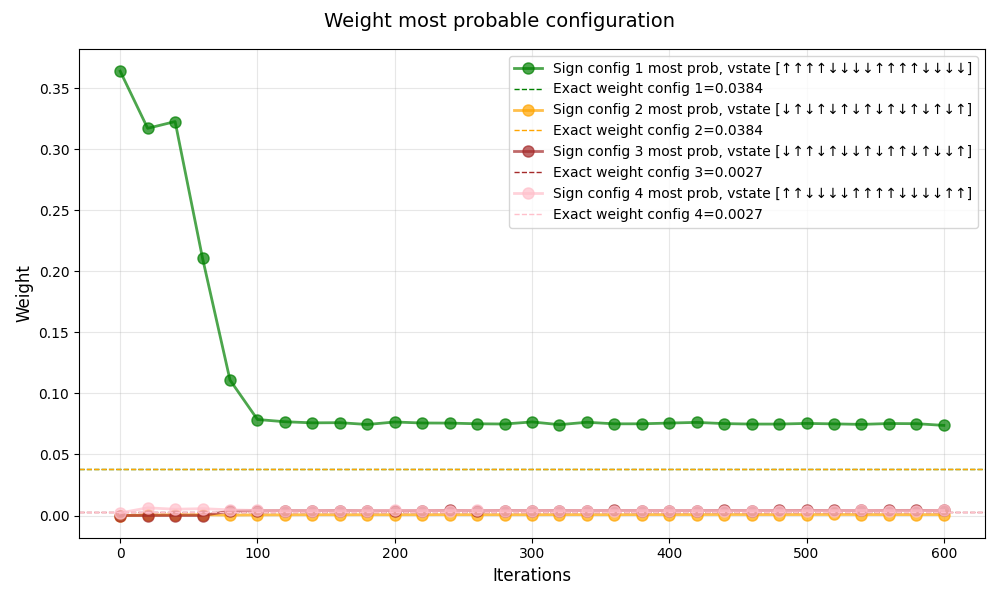 Weight most probable configuration
Sign config 1 most prob, vstate [↑↑↑↑↓↓↓↓↑↑↑↑↓↓↓↓]
Exact weight config 1=0.0384
Sign config 2 most prob, vstate [↓↑↓↑↓↑↓↑↓↑↓↑↓↑↓↑]
Exact weight config 2=0.0384
Sign config 3 most prob, vstate [↓↑↑↓↑↓↓↑↓↑↑↓↑↓↓↑]
Exact weight config 3=0.0027
Sign config 4 most prob, vstate [↑↑↓↓↓↓↑↑↑↑↓↓↓↓↑↑]
Exact weight config 4=0.0027
Weight
0.35
0.30
0.25
0.20
0.15
0.10
0.05
0.00
0 100 200 300 400 500 600
Iterations